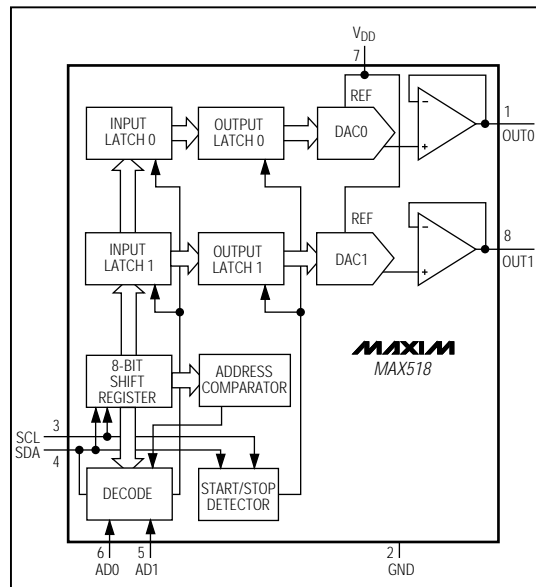 VDD
7
REF
INPUT
LATCH 0
OUTPUT
LATCH 0
DAC0
-
+
1
OUT0
REF
INPUT
LATCH 1
OUTPUT
LATCH 1
DAC1
-
+
8
OUT1
MAXIM
MAX518
8-BIT
SHIFT
REGISTER
ADDRESS
COMPARATOR
3
SCL
SDA
4
DECODE
START/STOP
DETECTOR
6
AD0
5
AD1
2
GND